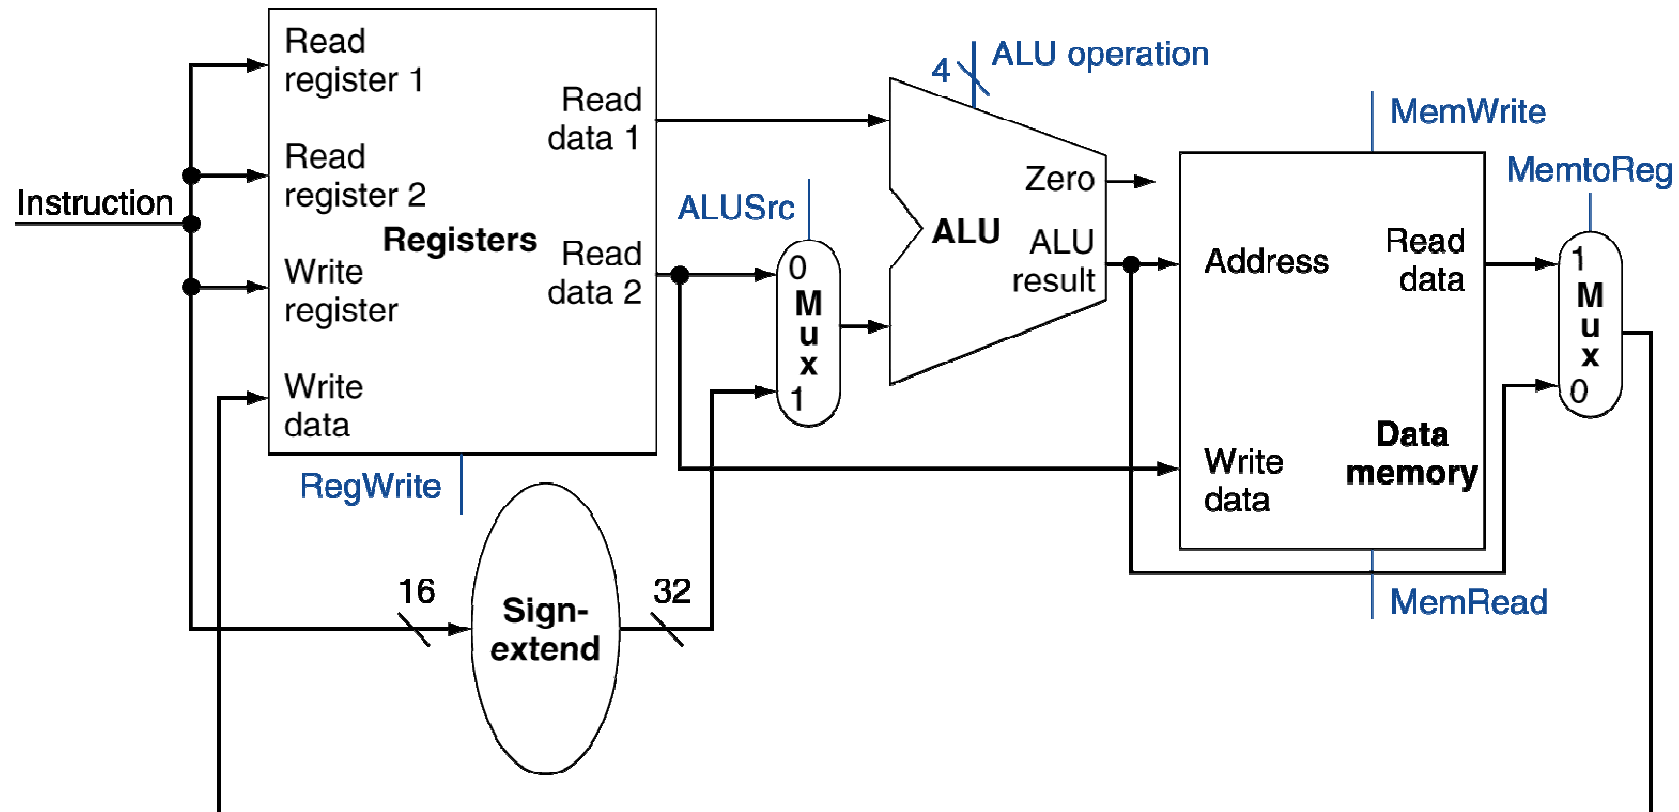 Instruction
Read
register 1
Read
register 2
Registers
Write
register
Write
data
Read
data 1
Read
data 2
RegWrite
16
Sign-
extend
32
ALUSrc
0
M
u
x
1
4
ALU operation
Zero
ALU
ALU
result
MemWrite
Address
Read
data
Write
data
Data
memory
MemRead
MemtoReg
1
M
u
x
0